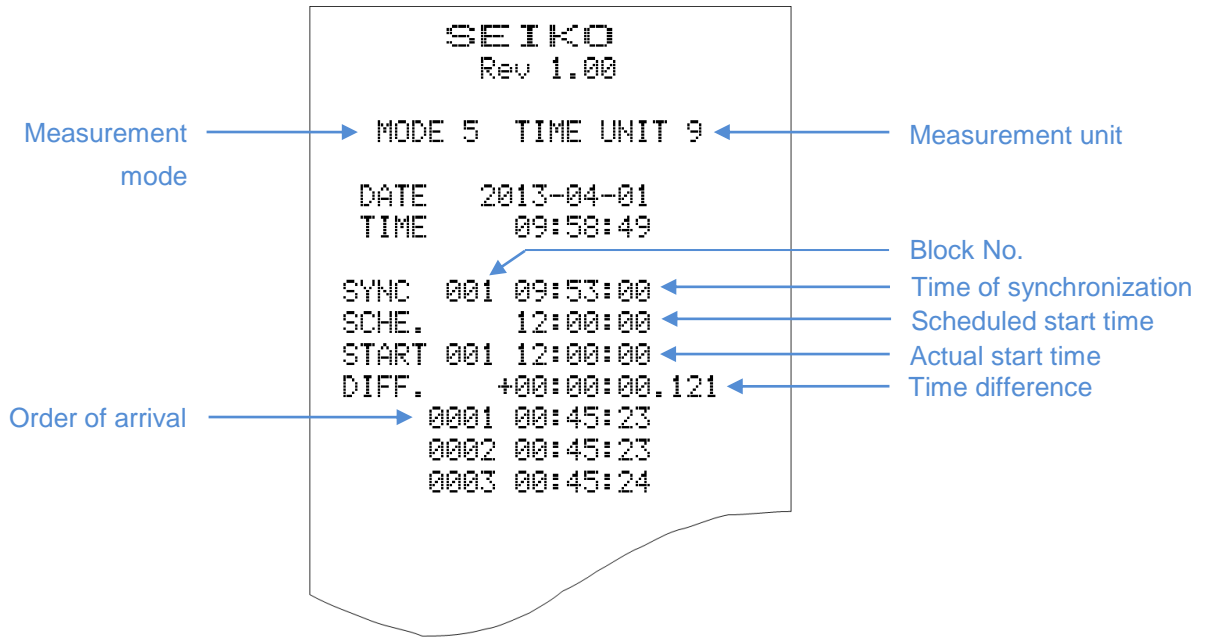 SEIKO
Rev 1.00
Measurement mode
MODE 5 TIME UNIT 9
Measurement unit
DATE 2013-04-01
TIME 09:58:49
Block No.
SYNC 001 09:53:00
Time of synchronization
SCHE. 12:00:00
Scheduled start time
START 001 12:00:00
Actual start time
DIFF. +00:00:00.121
Time difference
Order of arrival
0001 00:45:23
0002 00:45:23
0003 00:45:24